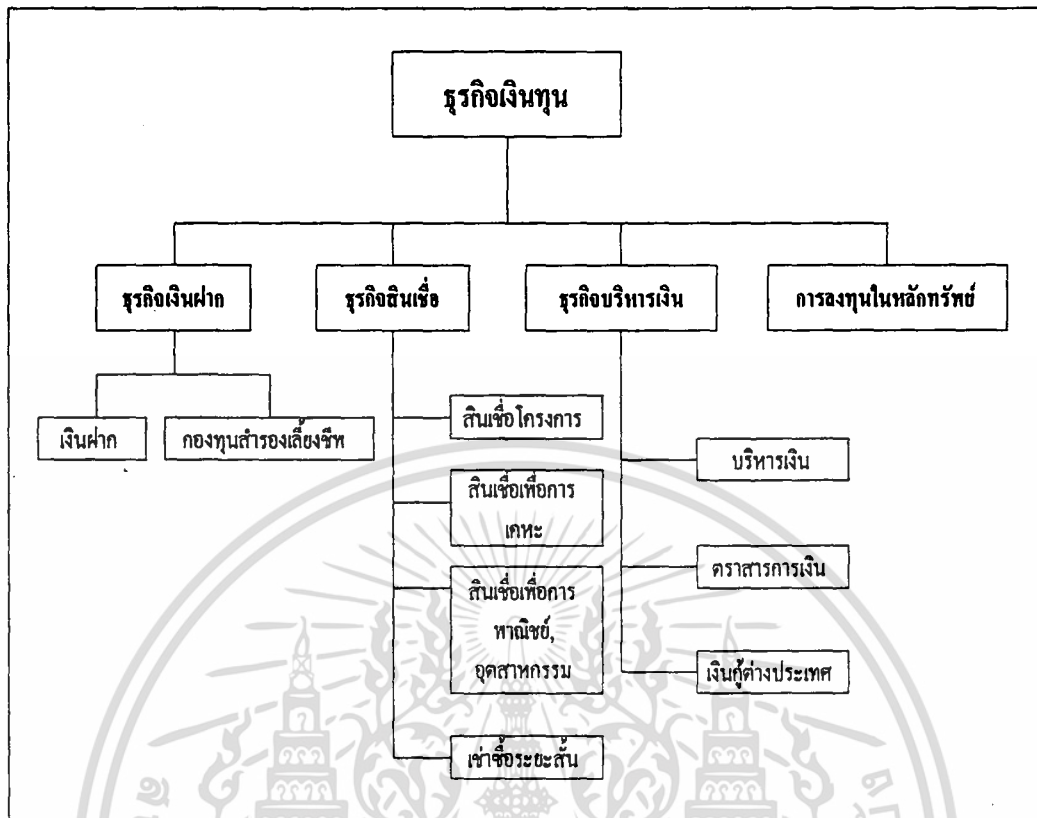 ธุรกิจเงินทุน
ธุรกิจเงินฝาก
ธุรกิจสินเชื่อ
ธุรกิจบริหารเงิน
การลงทุนในหลักทรัพย์
เงินฝาก
กองทุนสำรองเลี้ยงชีพ
สินเชื่อโครงการ
สินเชื่อเพื่อการ
เคหะ
สินเชื่อเพื่อการ
พาณิชย์,
อุตสาหกรรม
เช่าซื้อระยะสั้น
บริหารเงิน
ตราสารการเงิน
เงินกู้ต่างประเทศ